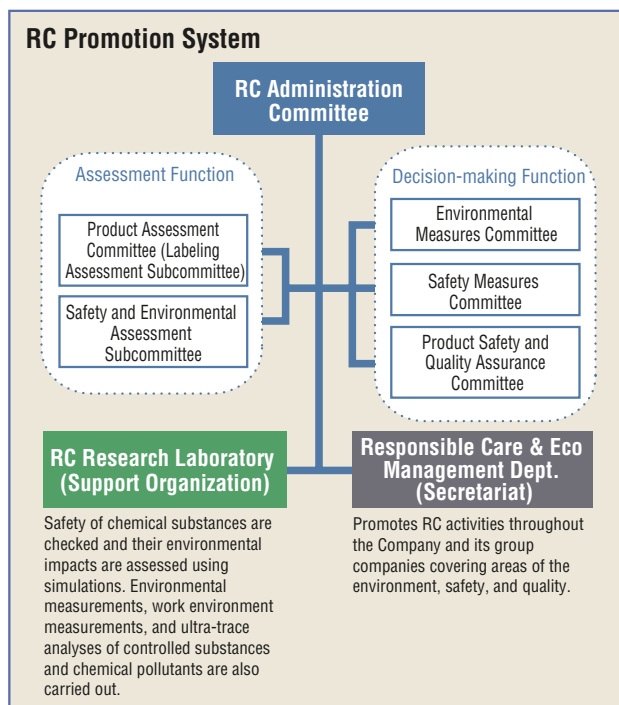 RC Promotion System
RC Administration
Committee
Assessment Function
Product Assessment
Committee (Labeling
Assessment Subcommittee)
Safety and Environmental
Assessment
Subcommittee
Decision-making Function
Environmental
Measures Committee
Safety Measures
Committee
Product Safety and
Quality Assurance
Committee
RC Research Laboratory
(Support Organization)
Safety of chemical substances are
checked and their environmental
impacts are assessed using
simulations. Environmental
measurements, work environment
measurements, and ultra-trace
analyses of controlled substances
and chemical pollutants are also
carried out.
Responsible Care & Eco
Management Dept.
(Secretariat)
Promotes RC activities throughout
the Company and its group
companies covering areas of the
environment, safety, and quality.